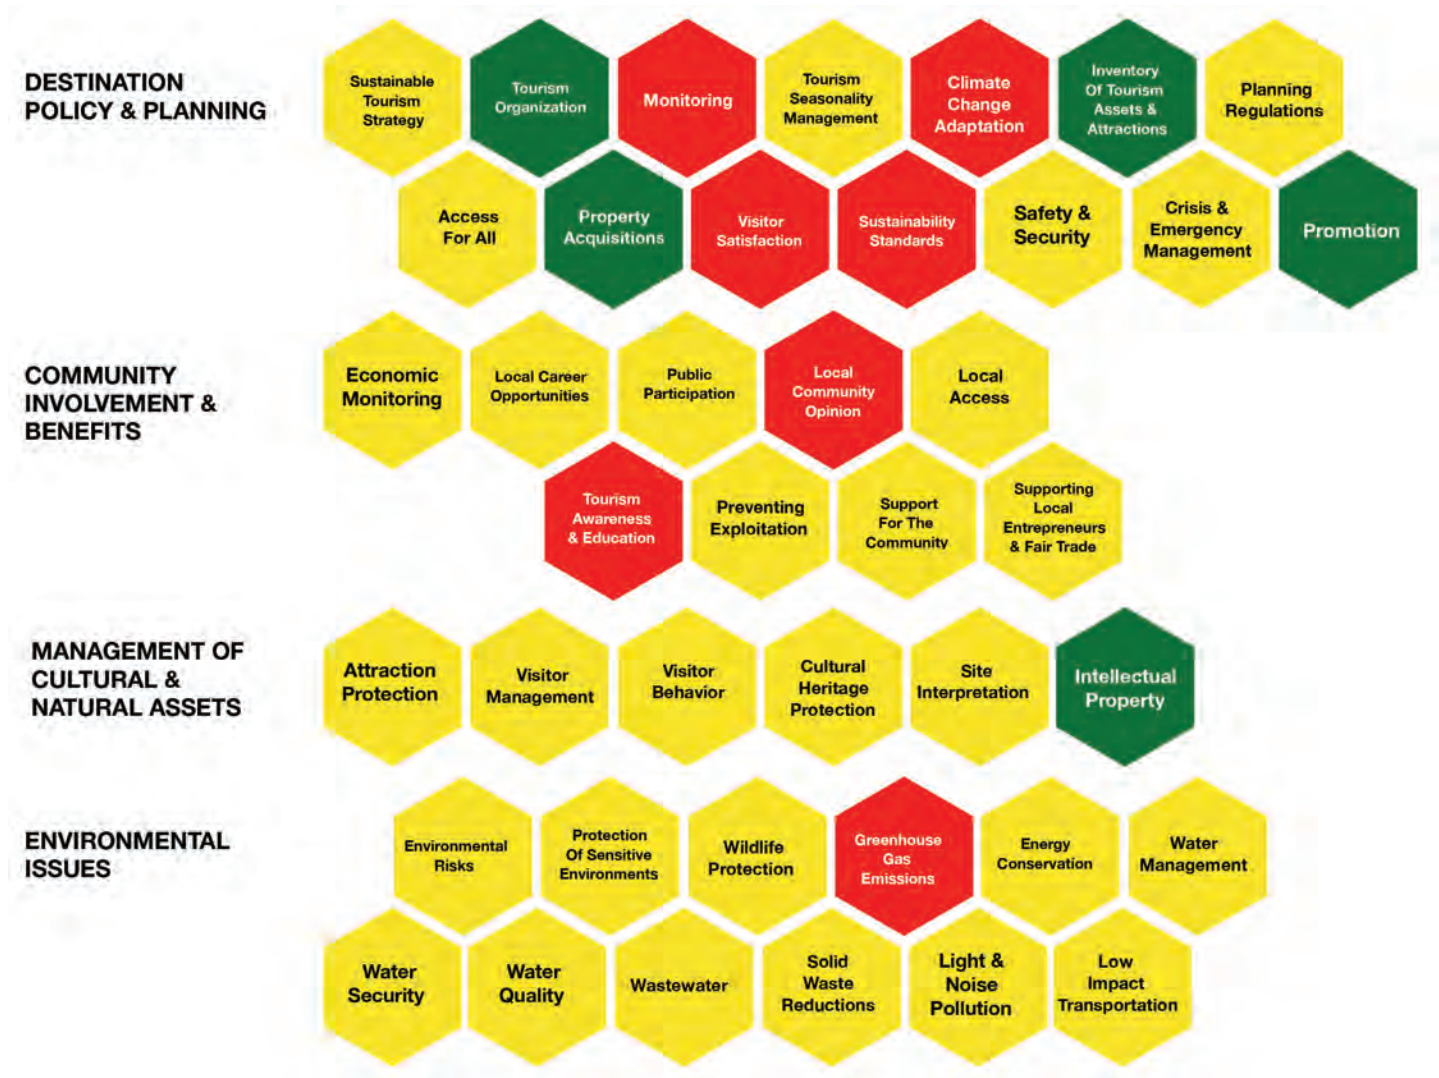 DESTINATION
POLICY & PLANNING
Sustainable
Tourism
Strategy
Tourism
Organization
Monitoring
Tourism
Seasonality
Management
Climate
Change
Adaptation
Inventory
Of Tourism
Assets &
Attractions
Planning
Regulations
Access
For All
Property
Acquisitions
Visitor
Satisfaction
Sustainability
Standards
Safety &
Security
Crisis &
Emergency
Management
Promotion
COMMUNITY
INVOLVEMENT &
BENEFITS
Economic
Monitoring
Local Career
Opportunities
Public
Participation
Local
Community
Opinion
Local
Access
Tourism
Awareness
& Education
Preventing
Exploitation
Support
For The
Community
Supporting
Local
Entrepreneurs
& Fair Trade
MANAGEMENT OF
CULTURAL &
NATURAL ASSETS
Attraction
Protection
Visitor
Management
Visitor
Behavior
Cultural
Heritage
Protection
Site
Interpretation
Intellectual
Property
ENVIRONMENTAL
ISSUES
Environmental
Risks
Protection
Of Sensitive
Environments
Wildlife
Protection
Greenhouse
Gas
Emissions
Energy
Conservation
Water
Management
Water
Security
Water
Quality
Wastewater
Solid
Waste
Reductions
Light &
Noise
Pollution
Low
Impact
Transportation